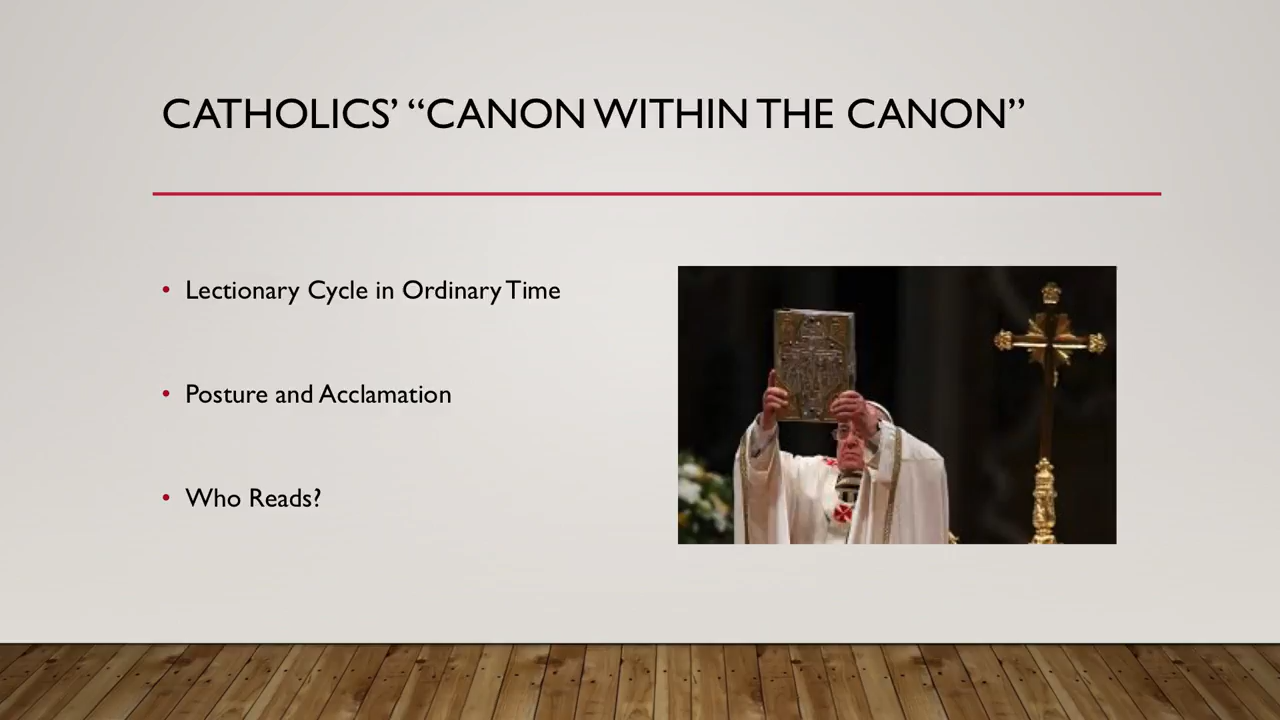 CATHOLICS’ “CANON WITHIN THE CANON”
• Lectionary Cycle in Ordinary Time
• Posture and Acclamation
• Who Reads?